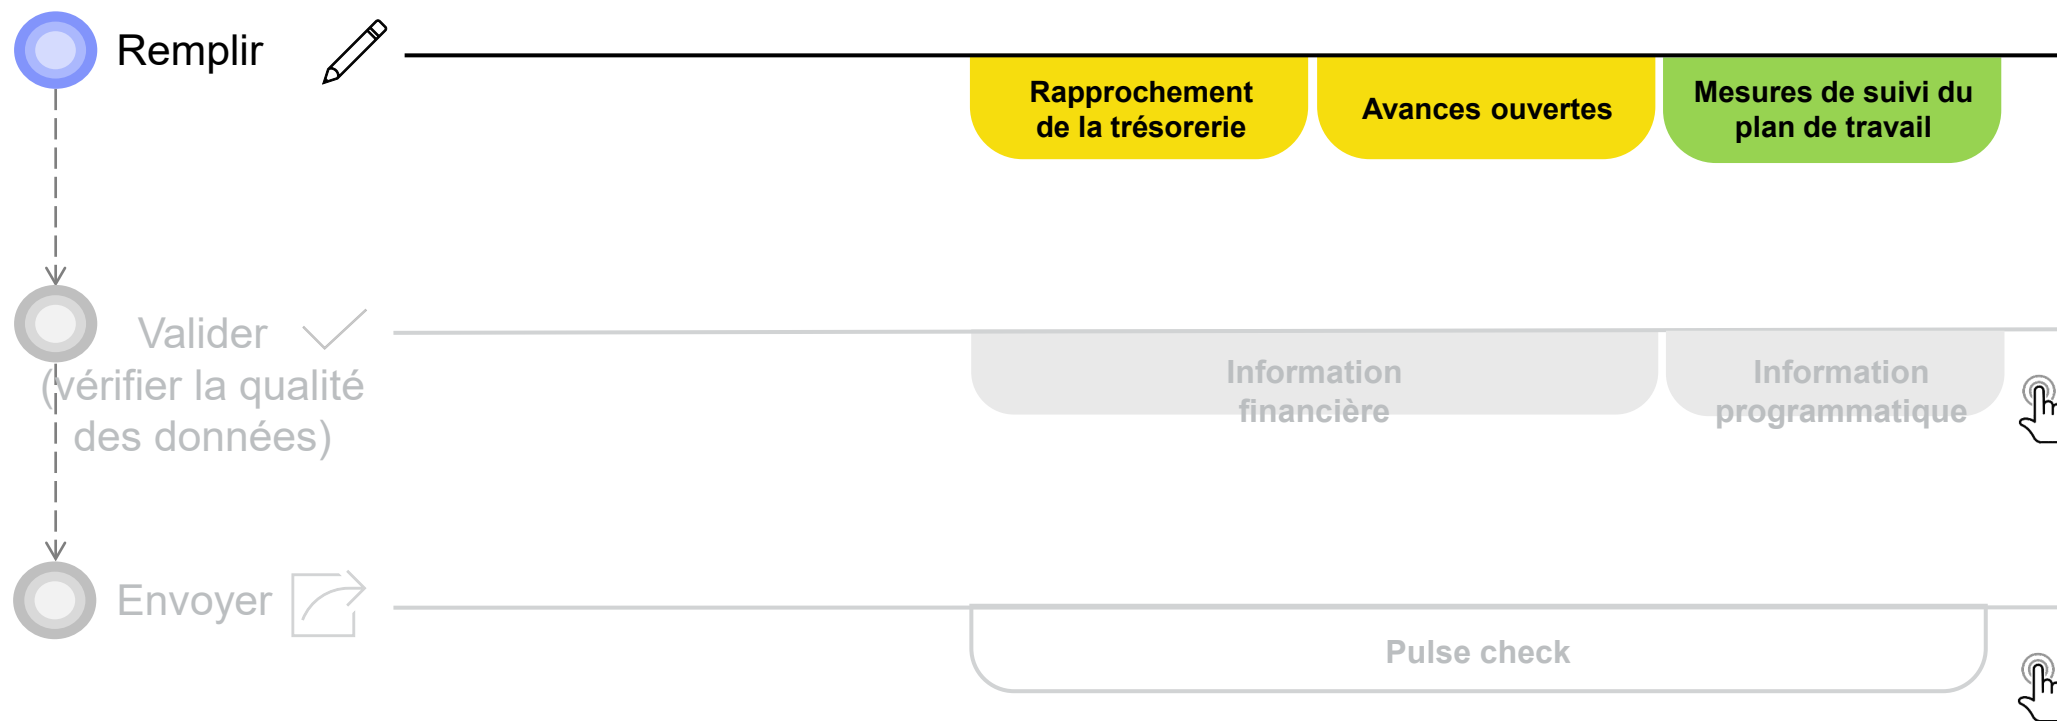 Remplir
Rapprochement
de la trésorerie
Avances ouvertes
Mesures de suivi du
plan de travail
Valider
(vérifier la qualité
des données)
Information
financière
Information
programmatique
Envoyer
Pulse check